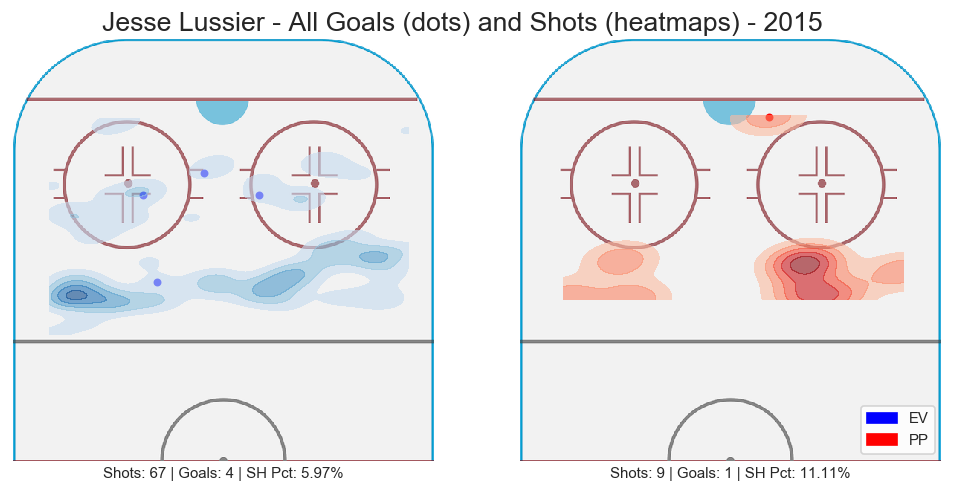 Jesse Lussier - All Goals (dots) and Shots (heatmaps) - 2015
EV
PP
Shots: 67 | Goals: 4 | SH Pct: 5.97%
Shots: 9 | Goals: 1 | SH Pct: 11.11%